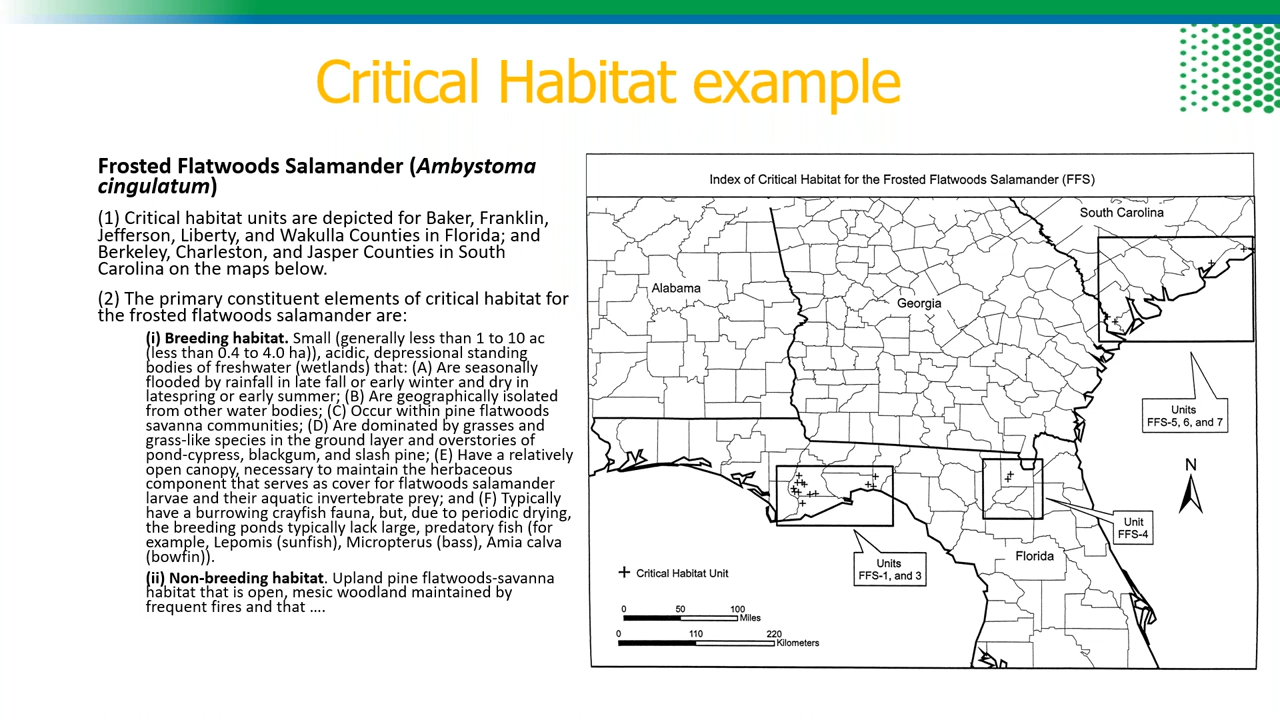 Critical Habitat example
Frosted Flatwoods Salamander (Ambystoma
cingulatum)
(1) Critical habitat units are depicted for Baker, Franklin,
Jefferson, Liberty, and Wakulla Counties in Florida; and
Berkeley, Charleston, and Jasper Counties in South
Carolina on the maps below.
(2) The primary constituent elements of critical habitat for
the frosted flatwoods salamander are:
(i) Breeding habitat. Small (generally less than 1 to 10 ac
(less than 0.4 to 4.0 ha)), acidic, depressional standing
bodies of freshwater (wetlands) that: (A) Are seasonally
flooded by rainfall in late fall or early winter and dry in
latespring or early summer; (B) Are geographically isolated
from other water bodies; (C) Occur within pine flatwoods
savanna communities; (D) Are dominated by grasses and
grass-like species in the ground layer and overstories of
pond-cypress, blackgum, and slash pine; (E) Have a relatively
open canopy, necessary to maintain the herbaceous
component that serves as cover for flatwoods salamander
larvae and their aquatic invertebrate prey; and (F) Typically
have a burrowing crayfish fauna, but, due to periodic drying,
the breeding ponds typically lack large, predatory fish (for
example, Lepomis (sunfish), Micropterus (bass), Amia calva
(bowfin)).
(ii) Non-breeding habitat. Upland pine flatwoods-savanna
habitat that is open, mesic woodland maintained by
frequent fires and that ....
Index of Critical Habitat for the Frosted Flatwoods Salamander (FFS)
South Carolina
Alabama
Georgia
Units
FFS-5, 6, and 7
N
Unit
FFS-4
Florida
Units
FFS-1, and 3
Critical Habitat Unit
0 50 100
Miles
0 110 220
Kilometers